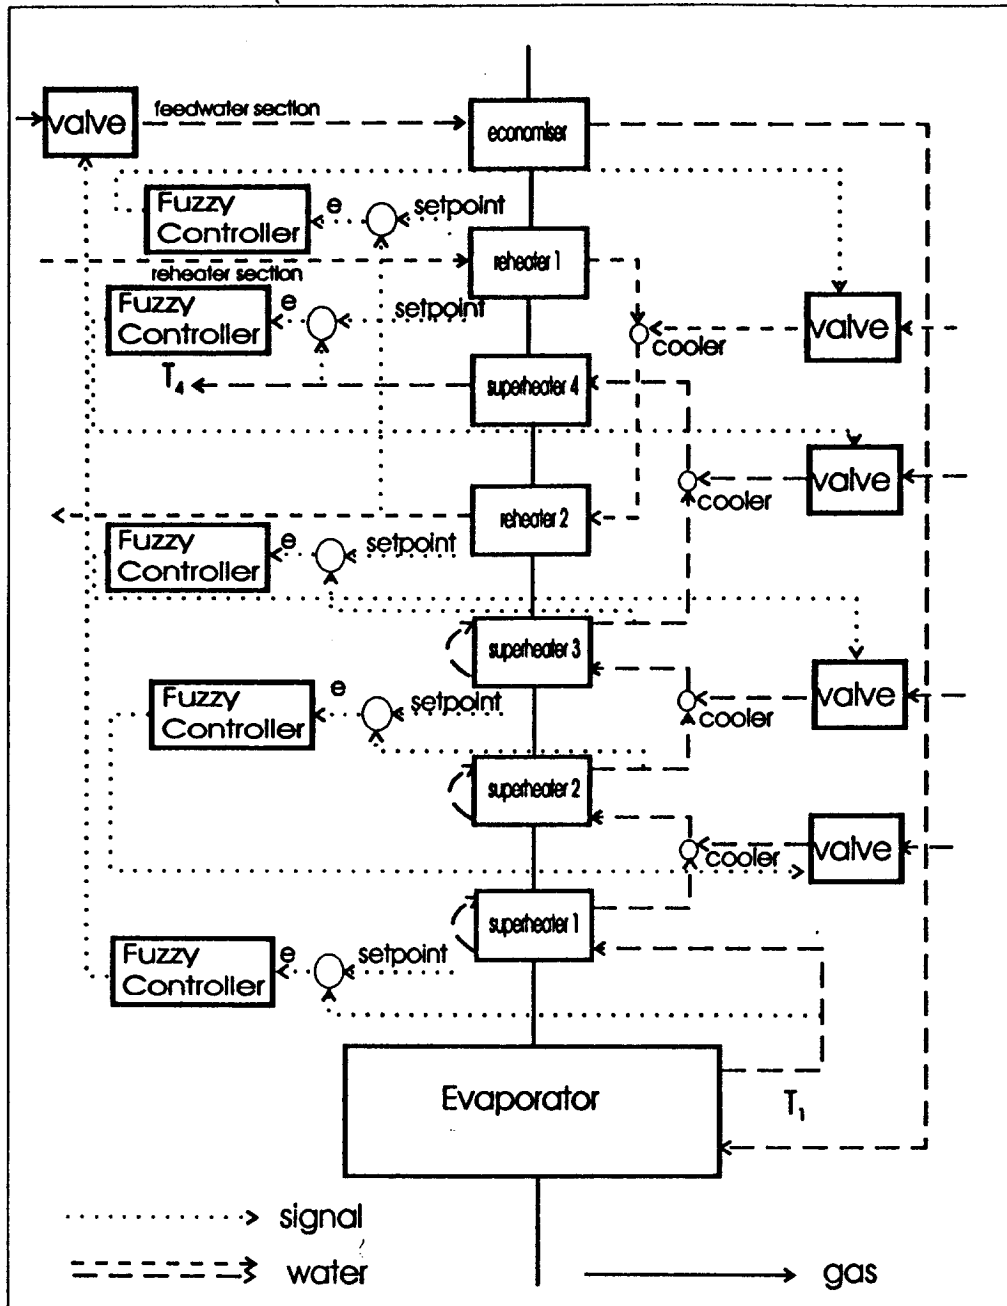 valve
feedwater section
economiser
Fuzzy
Controller
e
setpoint
reheater 1
reheater section
Fuzzy
Controller
e
setpoint
valve
cooler
T4
superheater 4
valve
cooler
reheater 2
Fuzzy
Controller
e
setpoint
superheater 3
Fuzzy
Controller
e
setpoint
valve
cooler
superheater 2
valve
cooler
superheater 1
Fuzzy
Controller
e
setpoint
Evaporator
T1
signal
water
gas